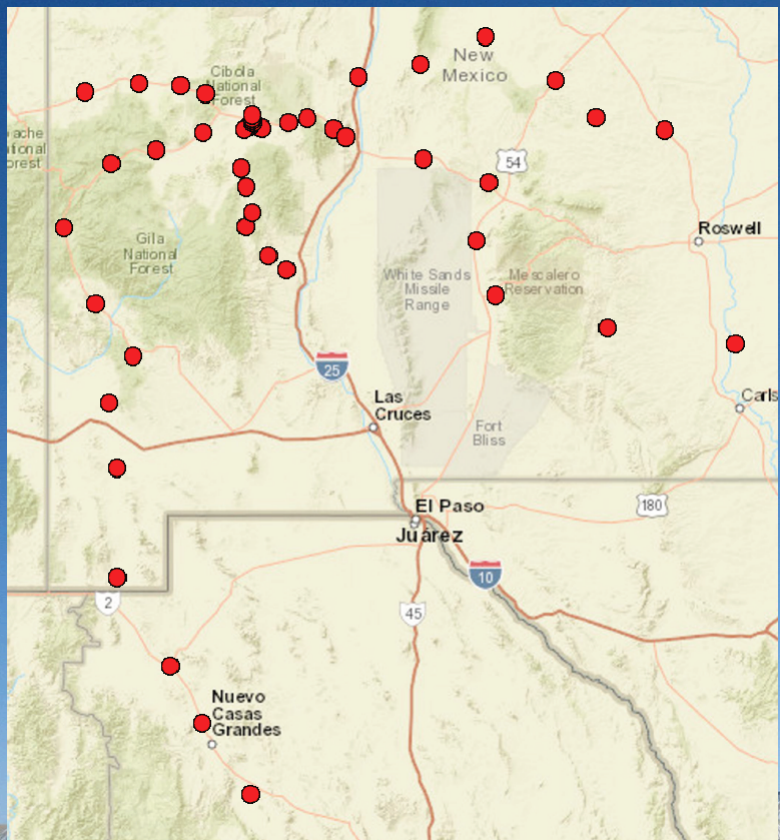 New
Mexico
Cibola
National
Forest
ache
tional
orest
54
Roswell
Gila
National
Forest
White Sands
Missile
Range
Mescalero
Reservation
25
Las
Cruces
Carls
Fort
Bliss
El Paso
Juárez
180
10
2
45
Nuevo
Casas
Grandes